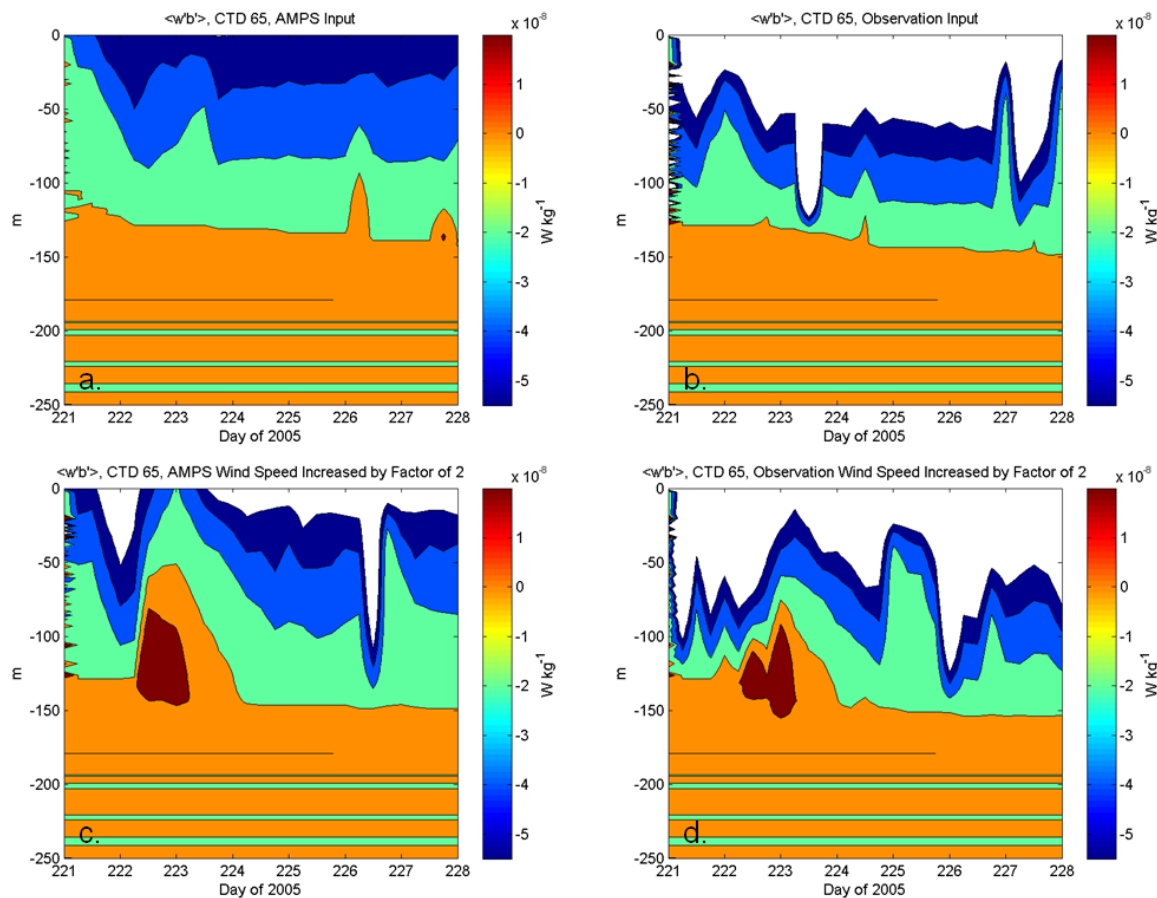 <w'b'>, CTD 65, AMPS Input
<w'b'>, CTD 65, Observation Input
x 10⁻⁸
x 10⁻⁸
0
-50
-100
-150
-200
-250
m
a.
221 222 223 224 225 226 227 228
Day of 2005
1
0
-1
-2
-3
-4
-5
W kg⁻¹
0
-50
-100
-150
-200
-250
m
b.
221 222 223 224 225 226 227 228
Day of 2005
1
0
-1
-2
-3
-4
-5
W kg⁻¹
<w'b'>, CTD 65, AMPS Wind Speed Increased by Factor of 2
<w'b'>, CTD 65, Observation Wind Speed Increased by Factor of 2
x 10⁻⁸
x 10⁻⁸
0
-50
-100
-150
-200
-250
m
c.
221 222 223 224 225 226 227 228
Day of 2005
1
0
-1
-2
-3
-4
-5
W kg⁻¹
0
-50
-100
-150
-200
-250
m
d.
221 222 223 224 225 226 227 228
Day of 2005
1
0
-1
-2
-3
-4
-5
W kg⁻¹